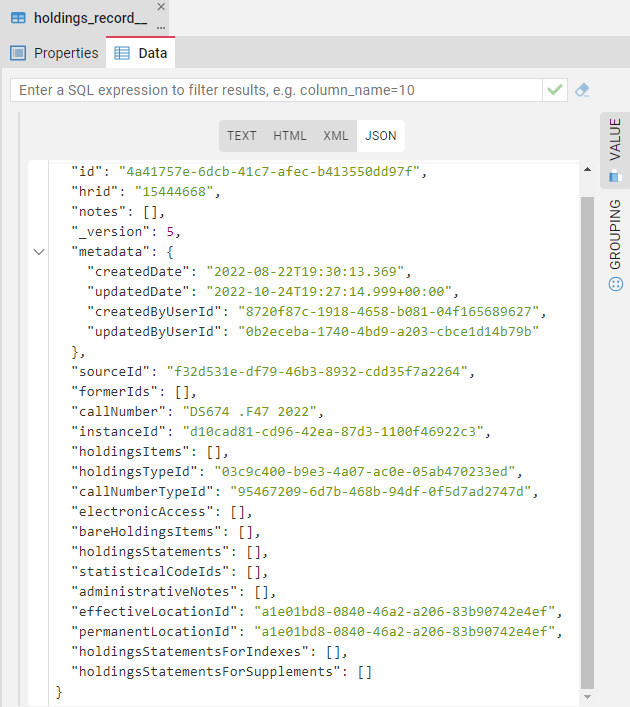 holdings_record__
...
Properties
Data
Enter a SQL expression to filter results, e.g. column_name=10
TEXT HTML XML JSON
VALUE
GROUPING
"id": "4a41757e-6dcb-41c7-afec-b413550dd97f",
"hrid": "15444668",
"notes": [],
"_version": 5,
"metadata": {
"createdDate": "2022-08-22T19:30:13.369",
"updatedDate": "2022-10-24T19:27:14.999+00:00",
"createdByUserId": "8720f87c-1918-4658-b081-04f165689627",
"updatedByUserId": "0b2eceba-1740-4bd9-a203-cbce1d14b79b"
},
"sourceId": "f32d531e-df79-46b3-8932-cdd35f7a2264",
"formerIds": [],
"callNumber": "DS674 .F47 2022",
"instanceId": "d10cad81-cd96-42ea-87d3-1100f46922c3",
"holdingsItems": [],
"holdingsTypeId": "03c9c400-b9e3-4a07-ac0e-05ab470233ed",
"callNumberTypeId": "95467209-6d7b-468b-94df-0f5d7ad2747d",
"electronicAccess": [],
"bareHoldingsItems": [],
"holdingsStatements": [],
"statisticalCodeIds": [],
"administrativeNotes": [],
"effectiveLocationId": "a1e01bd8-0840-46a2-a206-83b90742e4ef",
"permanentLocationId": "a1e01bd8-0840-46a2-a206-83b90742e4ef",
"holdingsStatementsForIndexes": [],
"holdingsStatementsForSupplements": []
}